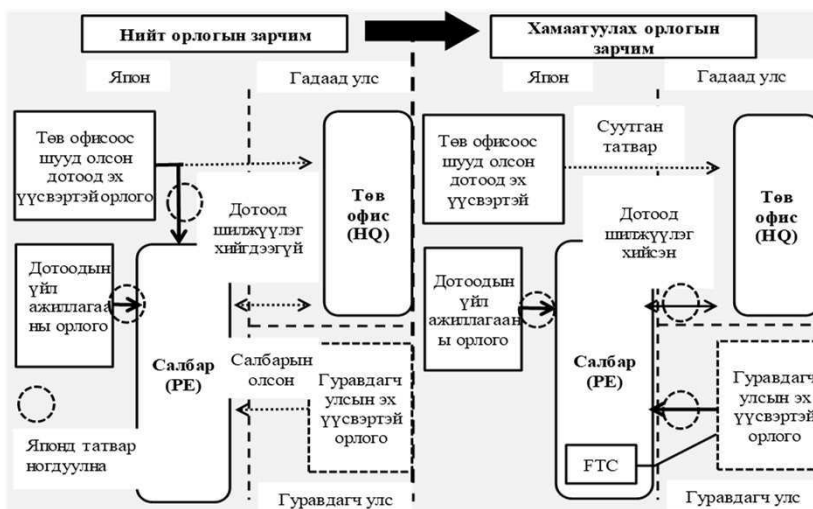 Нийт орлогын зарчим
Япон
Гадаад улс
Төв офисоос
шууд олсон
дотоод эх
үүсвэртэй орлого
Төв
офис
(HQ)
Дотоод
шилжүүлэг
хийгдээгүй
Дотоодын
үйл
ажиллагаа
ны орлого
Салбар
(PE)
Салбарын
олсон
Гуравдагч
улсын эх
үүсвэртэй
орлого
Японд татвар
ногдуулна
Гуравдагч улс
Хамаатуулах орлогын
зарчим
Япон
Гадаад улс
Төв офисоос
шууд олсон
дотоод эх
үүсвэртэй
Суутган
татвар
Төв
офис
(HQ)
Дотоод
шилжүүлэг
хийсэн
Дотоодын
үйл
ажиллагаан
ы орлого
Салбар
(PE)
Гуравдагч
улсын эх
үүсвэртэй
орлого
FTC
Гуравдагч улс